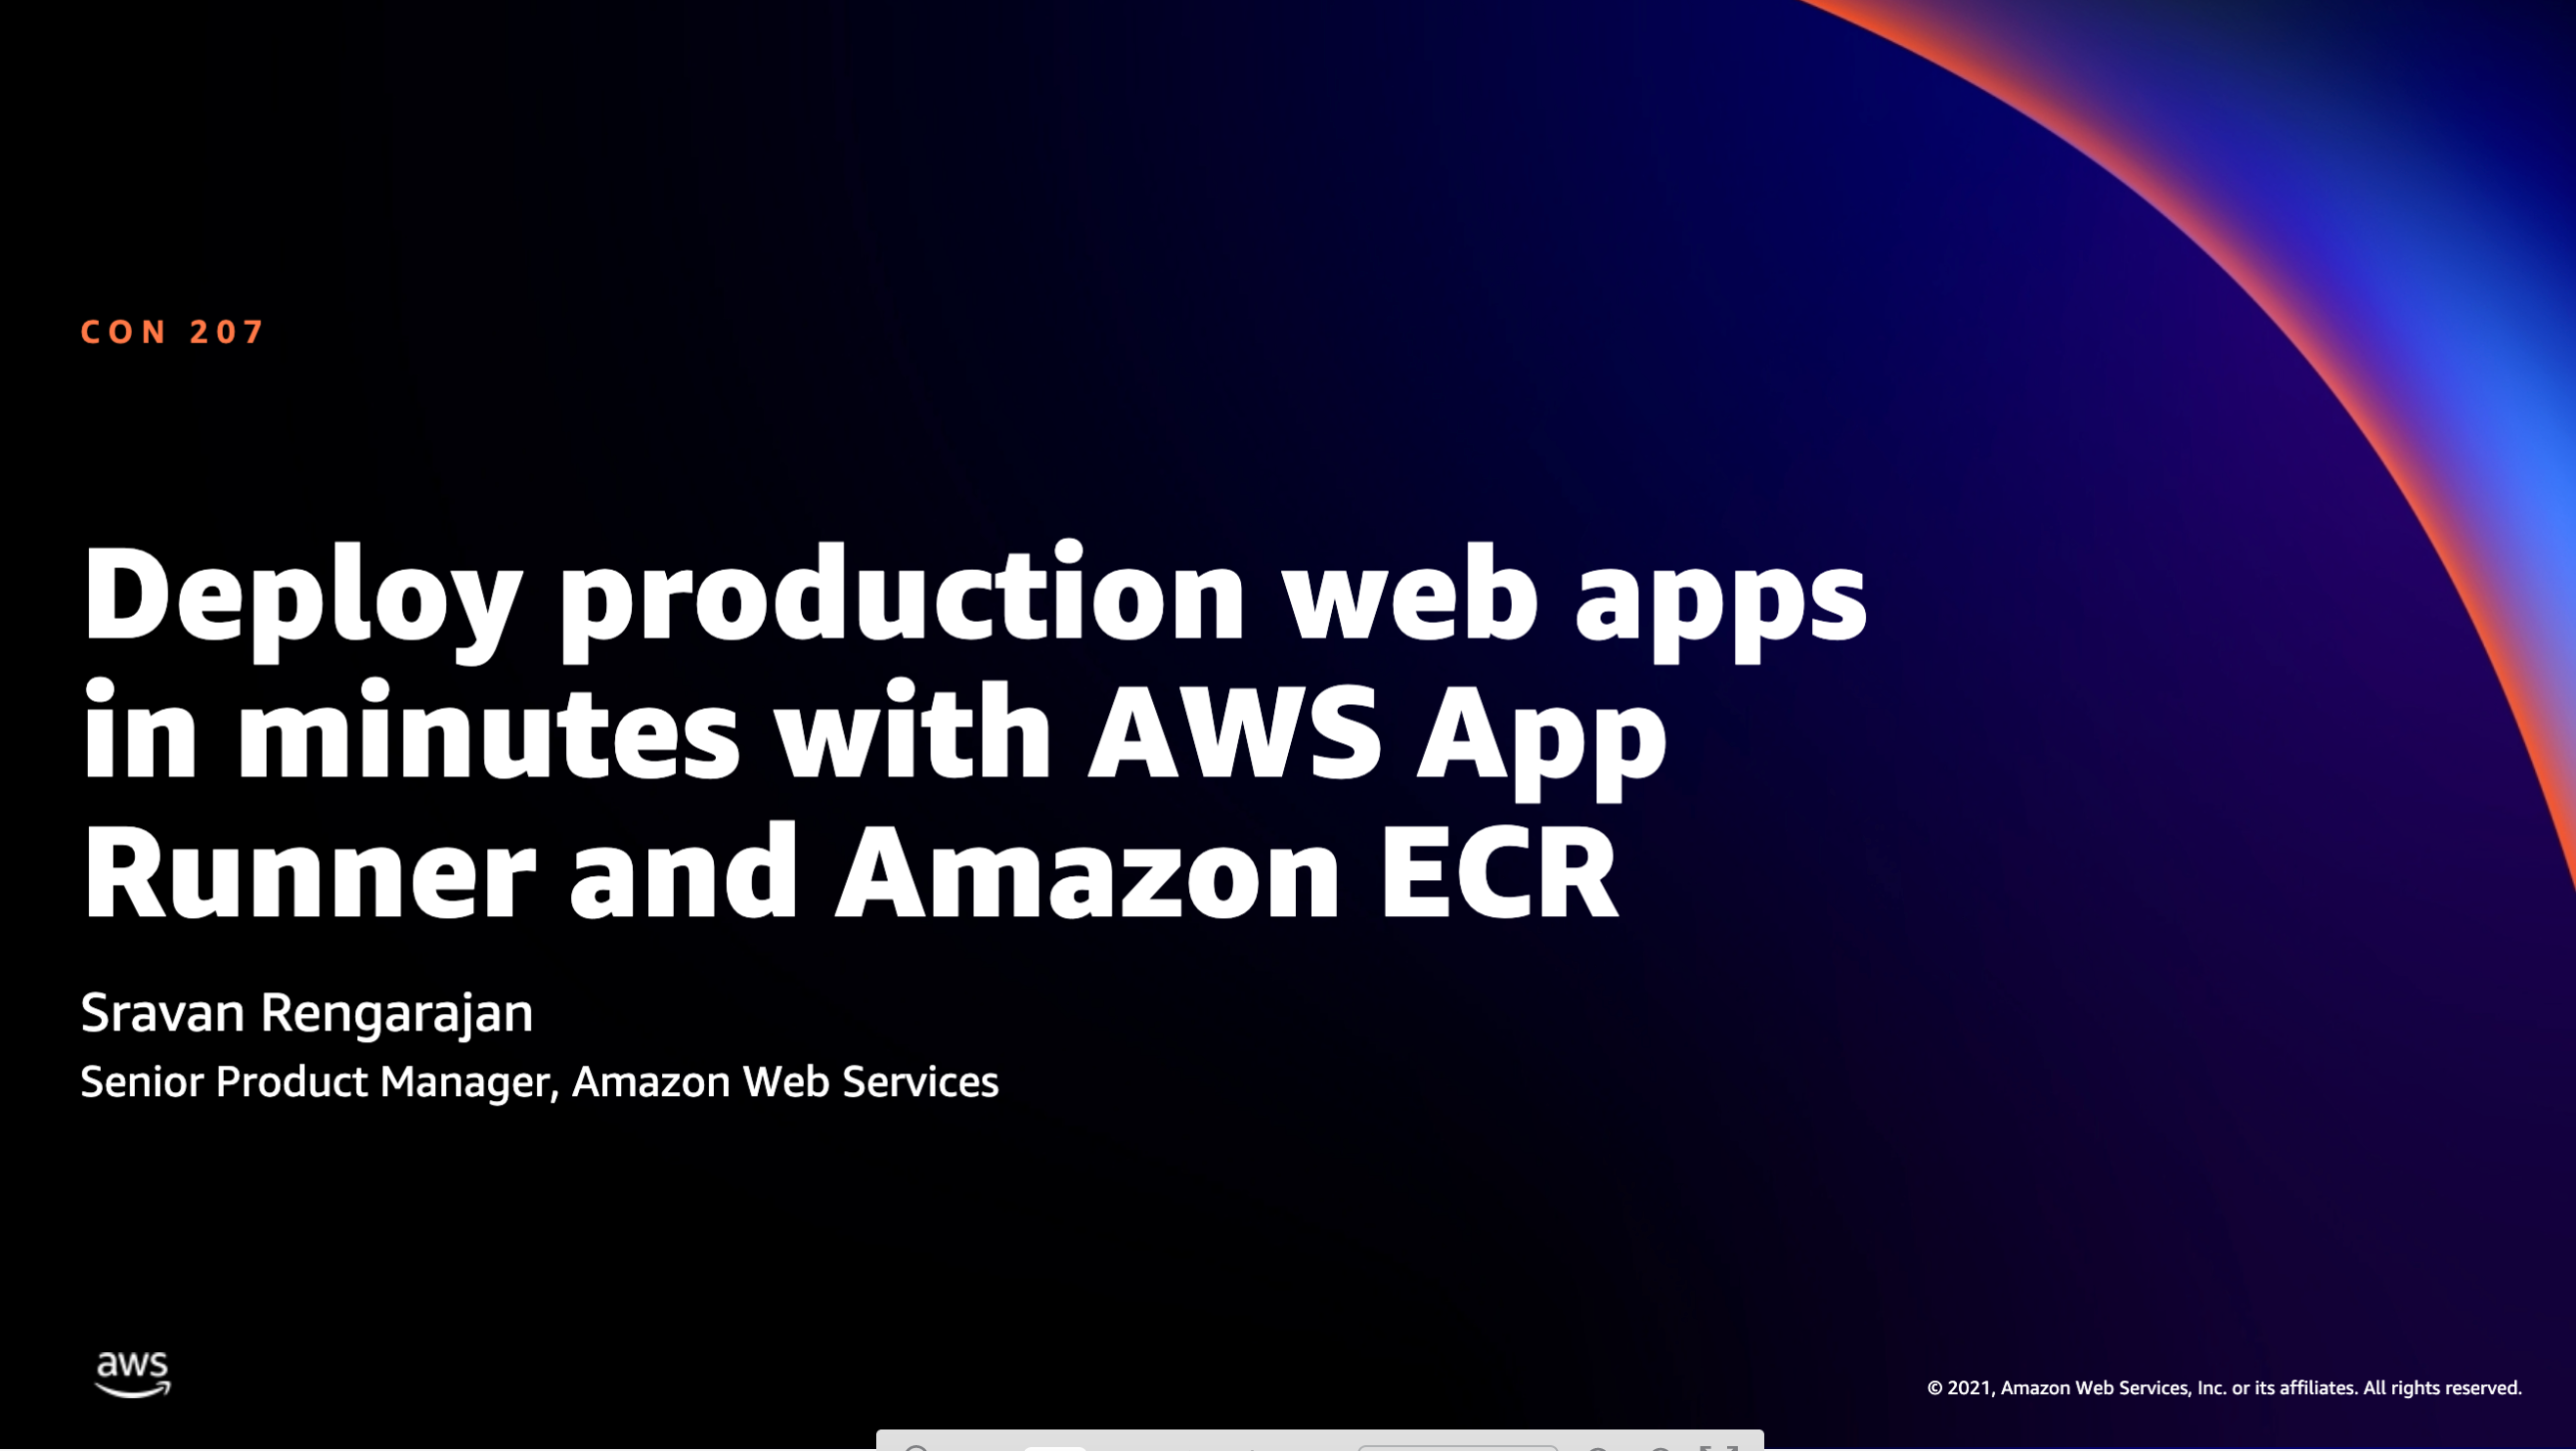 CON 207
Deploy production web apps
in minutes with AWS App
Runner and Amazon ECR
Sravan Rengarajan
Senior Product Manager, Amazon Web Services
aws
© 2021, Amazon Web Services, Inc. or its affiliates. All rights reserved.